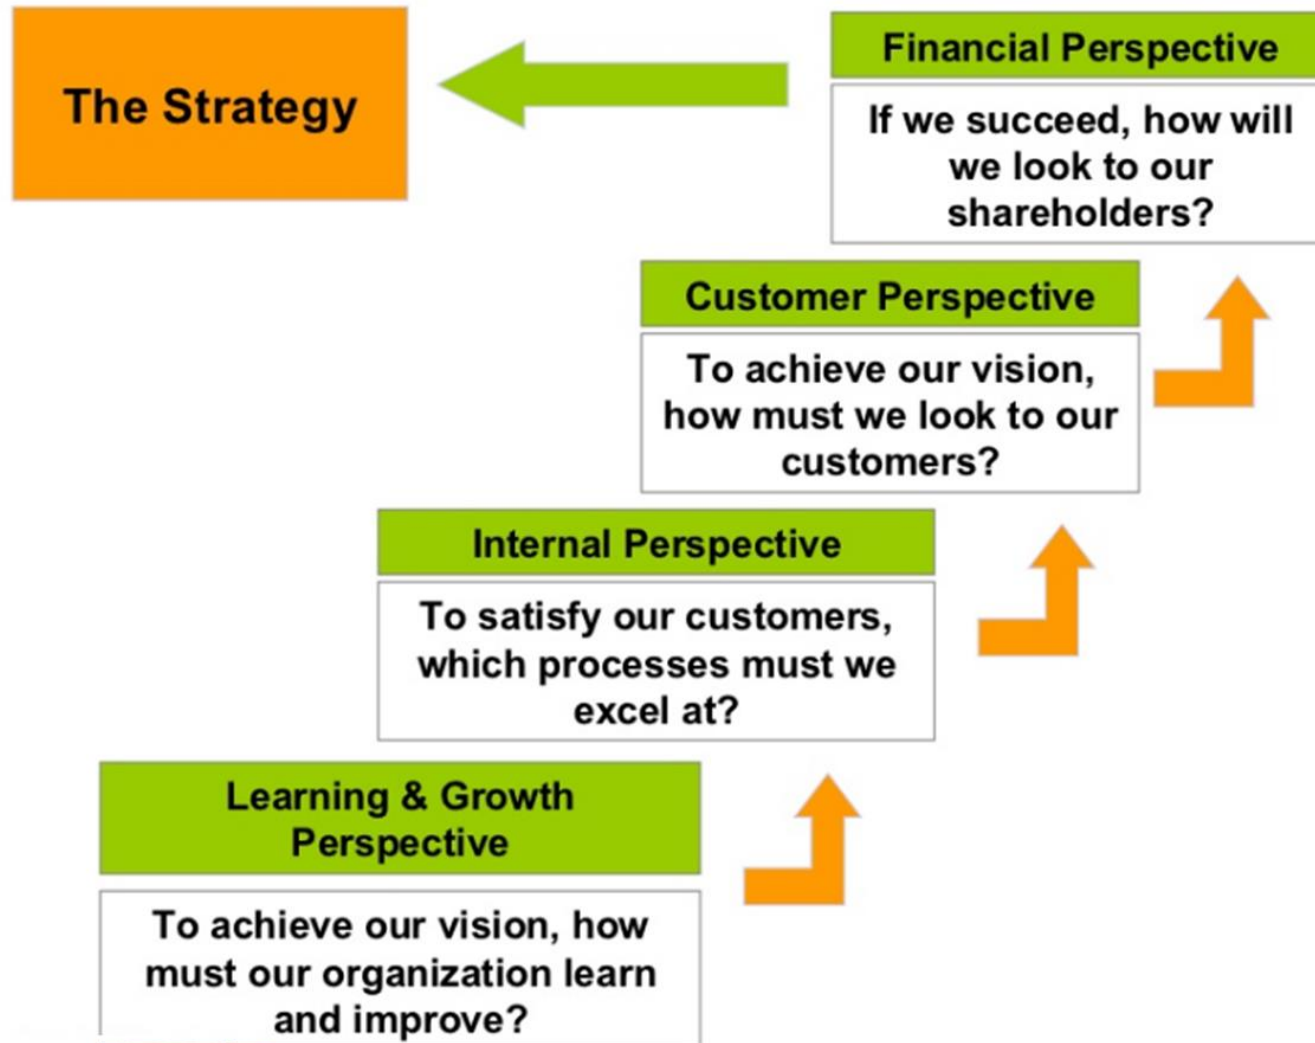 The Strategy
Financial Perspective
If we succeed, how will
we look to our
shareholders?
Customer Perspective
To achieve our vision,
how must we look to our
customers?
Internal Perspective
To satisfy our customers,
which processes must we
excel at?
Learning & Growth
Perspective
To achieve our vision, how
must our organization learn
and improve?